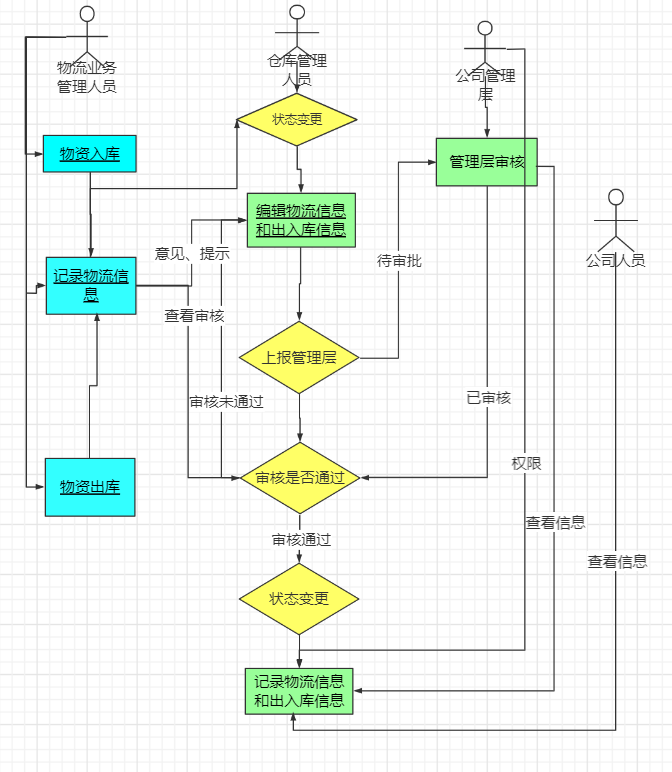 物流业务
管理人员
仓库管理
人员
公司管理
层
公司人员
状态变更
物资入库
管理层审核
编辑物流信息
和出入库信息
意见、提示
待审批
记录物流信
息
查看审核
上报管理层
审核未通过
已审核
权限
审核是否通过
物资出库
查看信息
审核通过
查看信息
状态变更
记录物流信息
和出入库信息